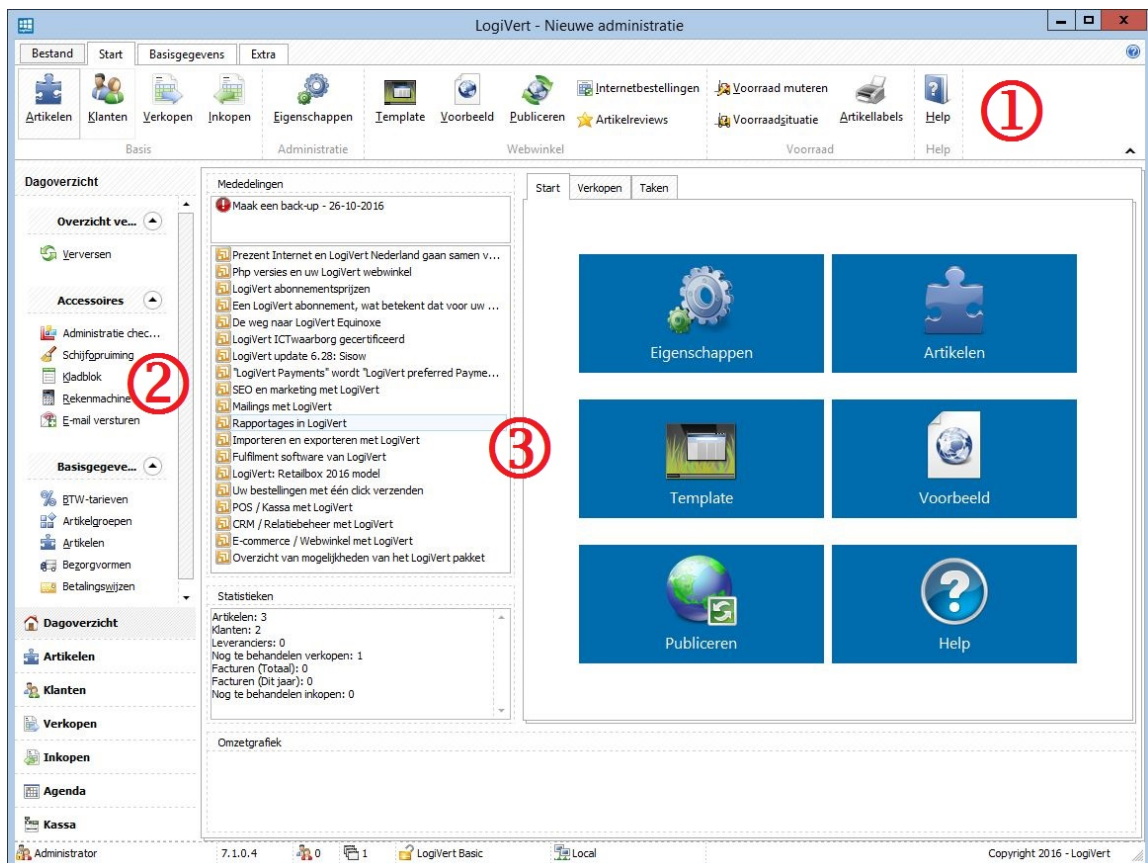 LogiVert - Nieuwe administratie
Bestand Start Basisgegevens Extra
Artikelen Klanten Verkopen Inkopen Eigenschappen Template Voorbeeld Publiceren Internetbestellingen Artikelreviews Voorraad muteren Voorraadsituatie Artikellabels Help
Basis Administratie Webwinkel Voorraad Help
1
Dagoverzicht
Overzicht ve...
Verversen
Accessoires
Administratie chec...
Schijfopruiming
Kladblok
Rekenmachine
E-mail versturen
2
Basisgegeve...
BTW-tarieven
Artikelgroepen
Artikelen
Bezorgvormen
Betalingswijzen
Dagoverzicht
Artikelen
Klanten
Verkopen
Inkopen
Agenda
Kassa
Mededelingen
Maak een back-up - 26-10-2016
Prezent Internet en LogiVert Nederland gaan samen v...
Php versies en uw LogiVert webwinkel
LogiVert abonnementsprijzen
Een LogiVert abonnement, wat betekent dat voor uw ...
De weg naar LogiVert Equinoxe
LogiVert ICTwaarborg gecertificeerd
LogiVert update 6.28: Sisow
"LogiVert Payments" wordt "LogiVert preferred Payme...
SEO en marketing met LogiVert
Mailings met LogiVert
Rapportages in LogiVert
Importeren en exporteren met LogiVert
Fulfilment software van LogiVert
LogiVert: Retailbox 2016 model
Uw bestellingen met één click verzenden
POS / Kassa met LogiVert
CRM / Relatiebeheer met LogiVert
E-commerce / Webwinkel met LogiVert
Overzicht van mogelijkheden van het LogiVert pakket
3
Statistieken
Artikelen: 3
Klanten: 2
Leveranciers: 0
Nog te behandelen verkopen: 1
Facturen (Totaal): 0
Facturen (Dit jaar): 0
Nog te behandelen inkopen: 0
Start Verkopen Taken
Eigenschappen Artikelen
Template Voorbeeld
Publiceren Help
Omzetgrafiek
Administrator 7.1.0.4 0 1 LogiVert Basic Local Copyright 2016 - LogiVert